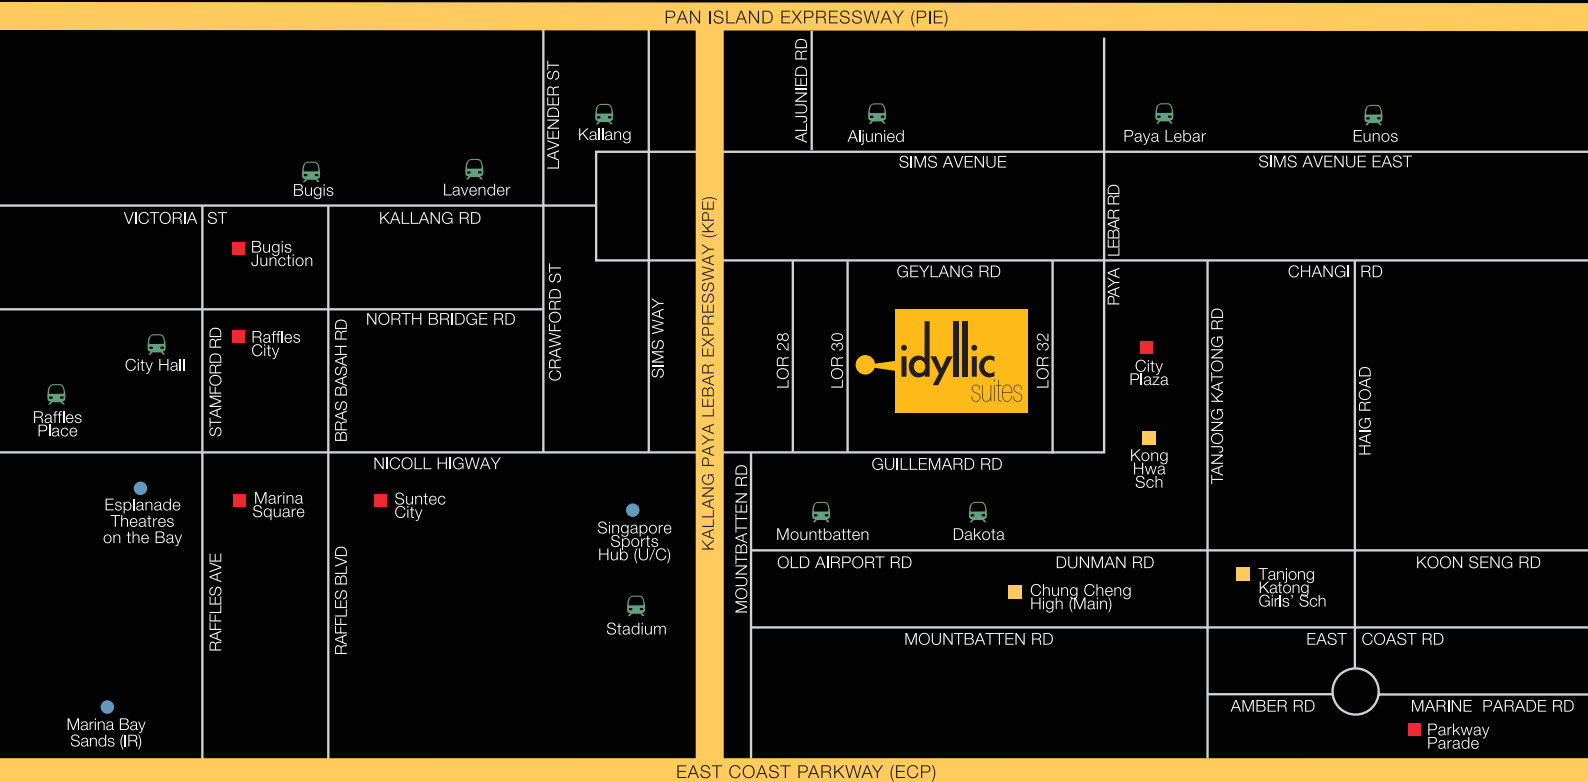 PAN ISLAND EXPRESSWAY (PIE)
LAVENDER ST
Kallang
ALJUNIED RD
Aljunied
Paya Lebar
Eunos
SIMS AVENUE
SIMS AVENUE EAST
Bugis
Lavender
VICTORIA ST
KALLANG RD
PAYA LEBAR RD
KALLANG PAYA LEBAR EXPRESSWAY (KPE)
Bugis
Junction
GEYLANG RD
CHANGI RD
CRAWFORD ST
SIMS WAY
NORTH BRIDGE RD
City Hall
STAMFORD RD
Raffles
City
BRAS BASAH RD
LOR 28
LOR 30
idyllic
suites
LOR 32
City
Plaza
TANJONG KATONG RD
HAIG ROAD
Raffles
Place
Kong
Hwa
Sch
NICOLL HIGWAY
GUILLEMARD RD
Esplanade
Theatres
on the Bay
Marina
Square
Suntec
City
Singapore
Sports
Hub (U/C)
MOUNTBATTEN RD
Mountbatten
Dakota
OLD AIRPORT RD
DUNMAN RD
KOON SENG RD
RAFFLES AVE
RAFFLES BLVD
Chung Cheng
High (Main)
Tanjong
Katong
Girls' Sch
Stadium
MOUNTBATTEN RD
EAST COAST RD
Marina Bay
Sands (IR)
AMBER RD
MARINE PARADE RD
Parkway
Parade
EAST COAST PARKWAY (ECP)